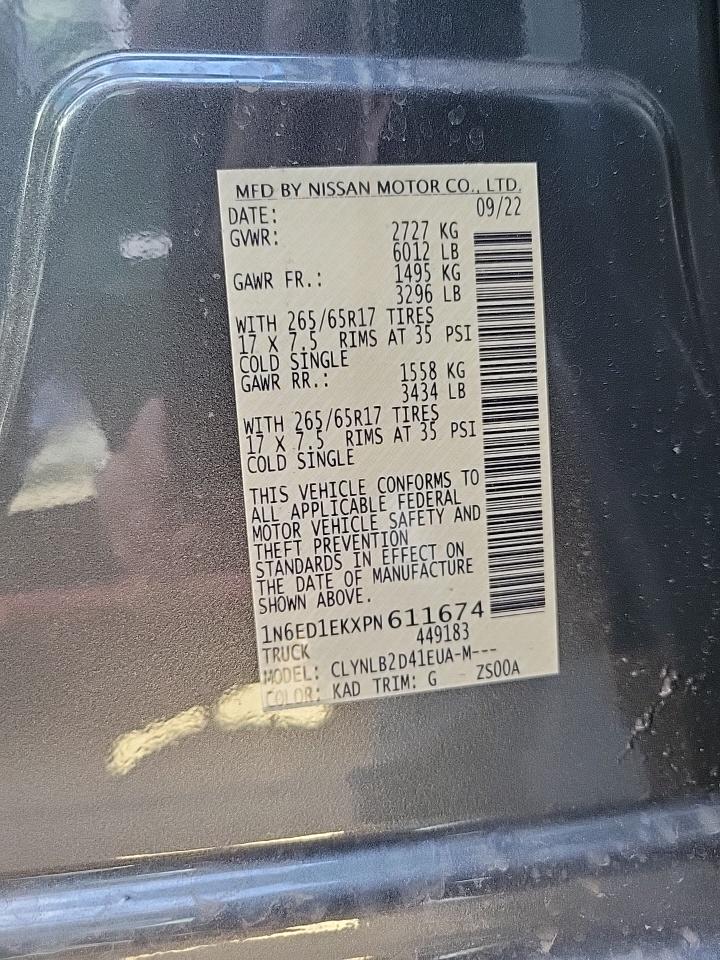 MFD BY NISSAN MOTOR CO., LTD.
DATE: 09/22
GVWR: 2727 KG
6012 LB
GAWR FR.: 1495 KG
3296 LB
WITH 265/65R17 TIRES
17 X 7.5 RIMS AT 35 PSI
COLD SINGLE
GAWR RR.: 1558 KG
3434 LB
WITH 265/65R17 TIRES
17 X 7.5 RIMS AT 35 PSI
COLD SINGLE
THIS VEHICLE CONFORMS TO
ALL APPLICABLE FEDERAL
MOTOR VEHICLE SAFETY AND
THEFT PREVENTION
STANDARDS IN EFFECT ON
THE DATE OF MANUFACTURE
SHOWN ABOVE.
1N6ED1EKXPN611674
TRUCK 449183
MODEL: CLYNLB2D41EUA-M---
COLOR: KAD TRIM: G ZS00A